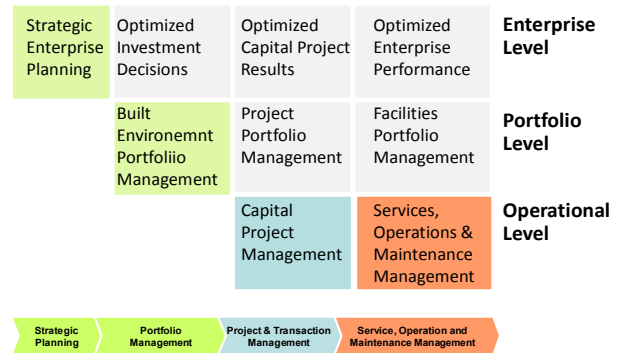 Strategic
Enterprise
Planning
Optimized
Investment
Decisions
Optimized
Capital Project
Results
Optimized
Enterprise
Performance
Enterprise
Level
Built
Environemnt
Portfoliio
Management
Project
Portfolio
Management
Facilities
Portfolio
Management
Portfolio
Level
Capital
Project
Management
Services,
Operations &
Maintenance
Management
Operational
Level
Strategic
Planning
Portfolio
Management
Project & Transaction
Management
Service, Operation and
Maintenance Management